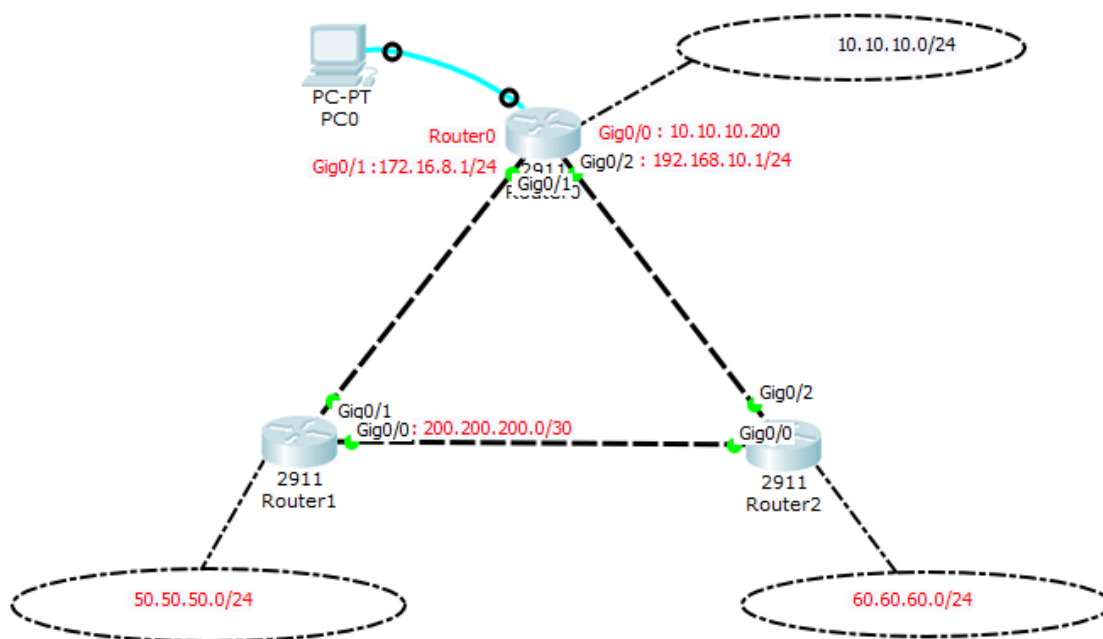 10.10.10.0/24
PC-PT
PC0
Router0
Gig0/0 : 10.10.10.200
Gig0/1 :172.16.8.1/24
Gig0/2 : 192.168.10.1/24
2911
Gig0/1
Router0
Gig0/2
Gig0/1
Gig0/0 : 200.200.200.0/30
Gig0/0
2911
Router1
2911
Router2
50.50.50.0/24
60.60.60.0/24